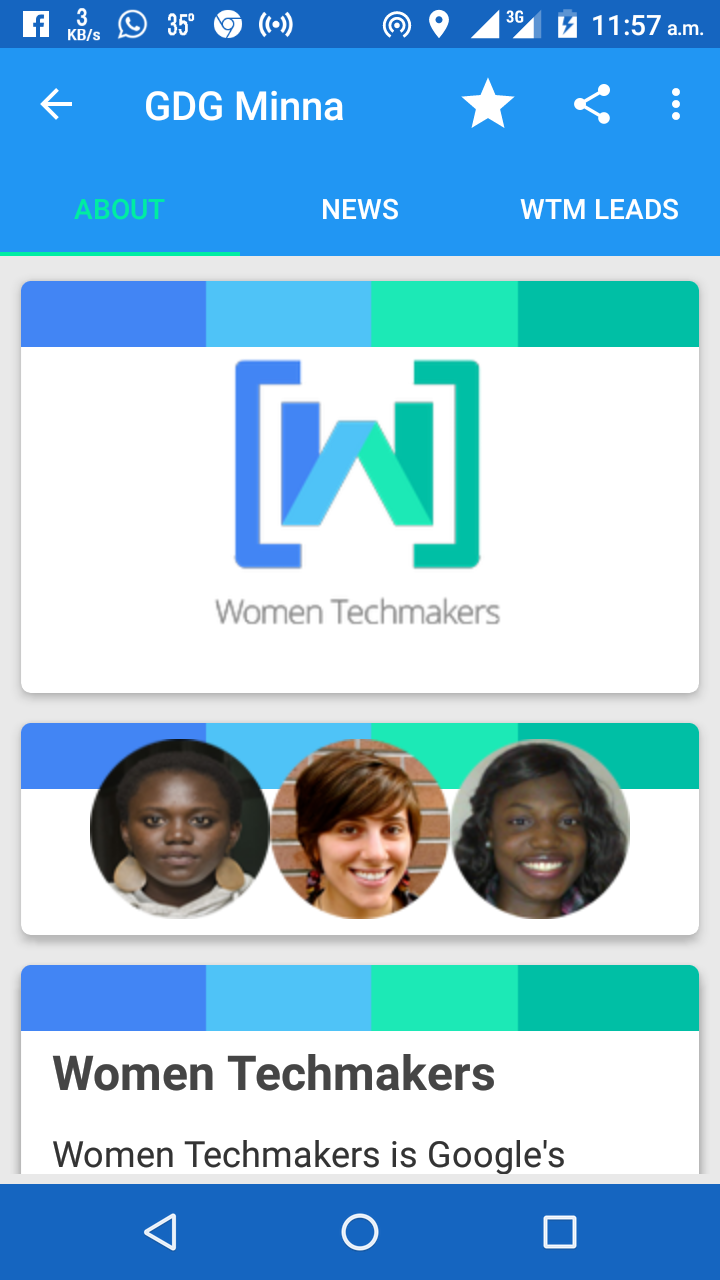 3 KB/s 35° 3G 11:57 a.m.
GDG Minna
ABOUT NEWS WTM LEADS
Women Techmakers
Women Techmakers
Women Techmakers is Google's